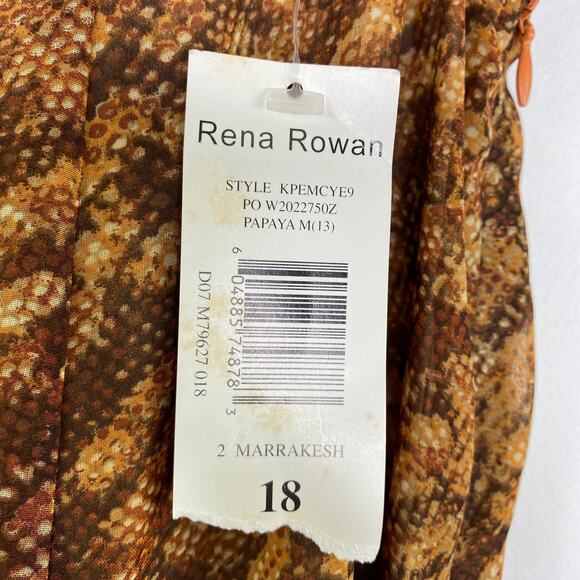 Rena Rowan
STYLE KPEMCYE9
PO W2022750Z
PAPAYA M(13)
D07 M79627 018
6 04885 74878 3
2 MARRAKESH
18